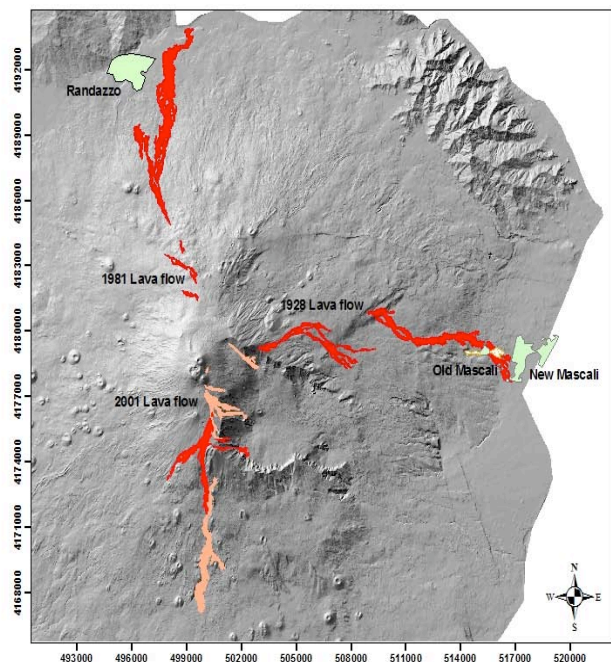 4192000
Randazzo
4189000
4186000
4183000
1981 Lava flow
1928 Lava flow
4180000
Old Mascali
New Mascali
4177000
2001 Lava flow
4174000
4171000
4168000
N
W E
S
493000 496000 499000 502000 505000 508000 511000 514000 517000 520000